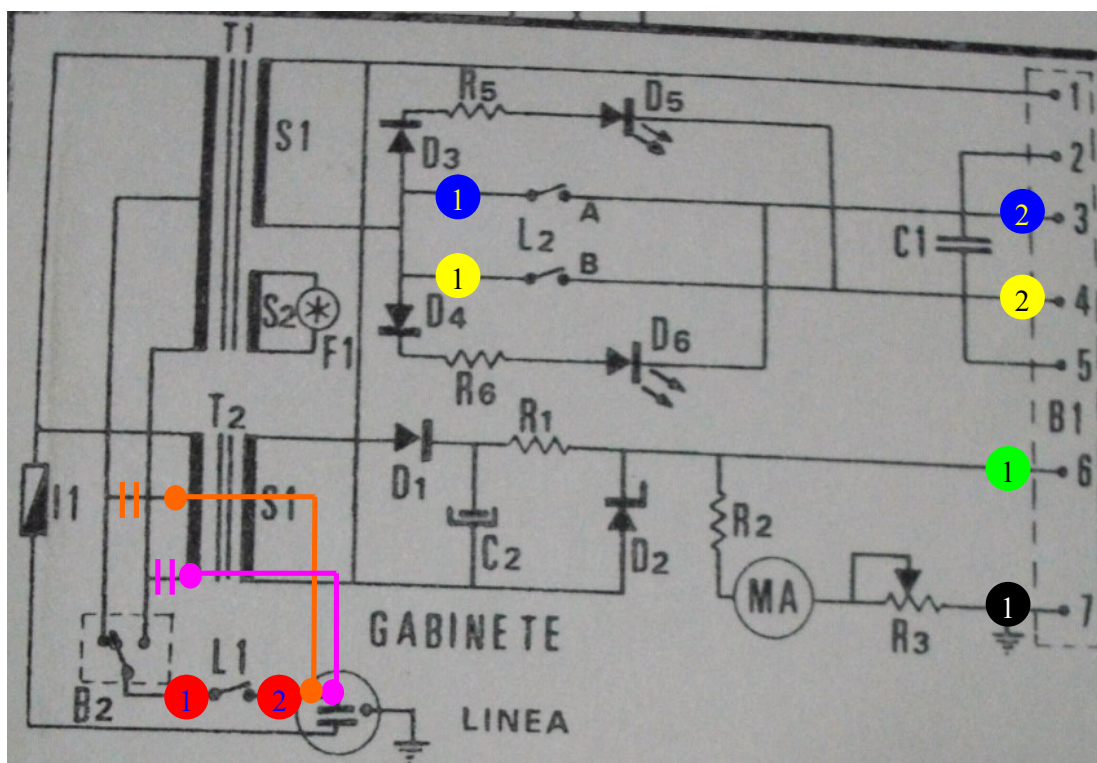 T1
R5
D5
1
S1
D3
2
1
A
2
3
L2
C1
1
B
2
4
S2
D4
F1
D6
5
R6
T2
R1
B1
1
6
I1
S1
D1
R2
C2
D2
MA
1
7
GABINETE
R3
L1
B2
1
2
LINEA